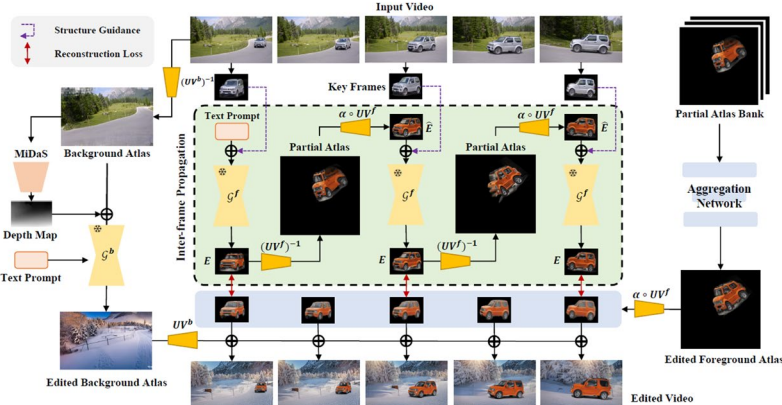 Input Video
Structure Guidance
Reconstruction Loss
(UV^b)^{-1}
Key Frames
Partial Atlas Bank
Background Atlas
MiDaS
Depth Map
Text Prompt
G^b
Edited Background Atlas
Inter-frame Propagation
Text Prompt
G^f
E
(UV^f)^{-1}
Partial Atlas
α ∘ UV^f
Ê
G^f
E
(UV^f)^{-1}
Partial Atlas
α ∘ UV^f
Ê
G^f
E
Aggregation
Network
α ∘ UV^f
Edited Foreground Atlas
UV^b
Edited Video